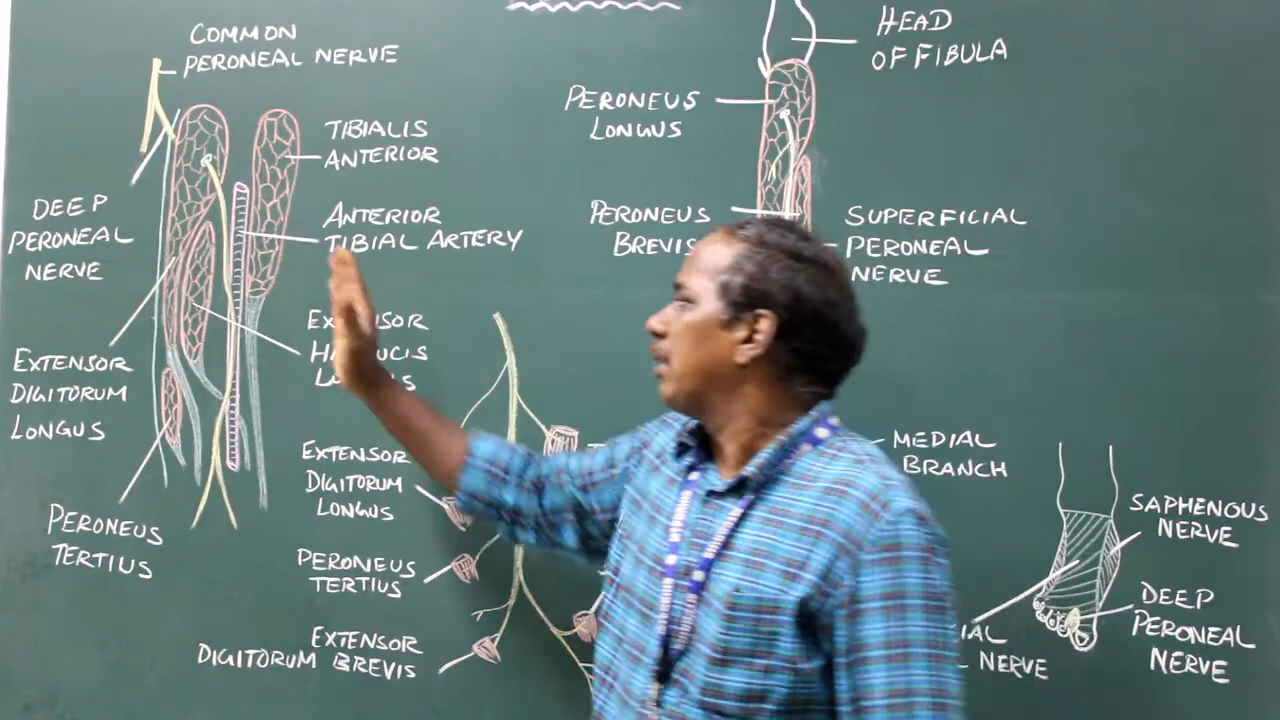 COMMON
PERONEAL NERVE
TIBIALIS
ANTERIOR
DEEP
PERONEAL
NERVE
ANTERIOR
TIBIAL ARTERY
EXTENSOR
DIGITORUM
LONGUS
PERONEUS
TERTIUS
EXTENSOR
DIGITORUM
LONGUS
PERONEUS
TERTIUS
EXTENSOR
DIGITORUM BREVIS
HEAD
OF FIBULA
PERONEUS
LONGUS
PERONEUS
BREVIS
SUPERFICIAL
PERONEAL
NERVE
MEDIAL
BRANCH
SAPHENOUS
NERVE
DEEP
PERONEAL
NERVE
NERVE